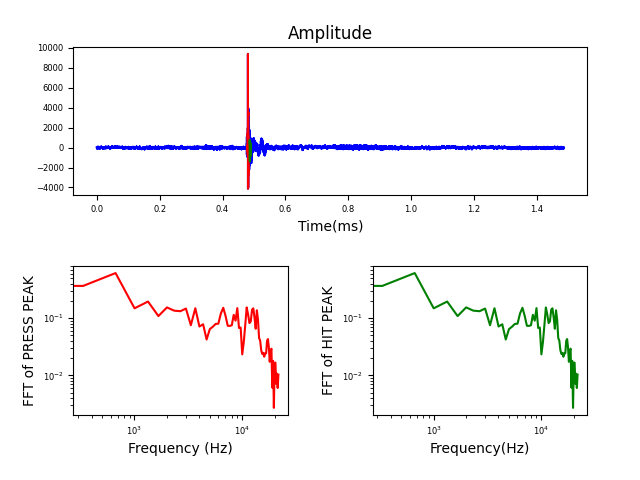 Amplitude
10000
8000
6000
4000
2000
0
−2000
−4000
0.0 0.2 0.4 0.6 0.8 1.0 1.2 1.4
Time(ms)
FFT of PRESS PEAK
10⁻¹
10⁻²
10³ 10⁴
Frequency (Hz)
FFT of HIT PEAK
10⁻¹
10⁻²
10³ 10⁴
Frequency(Hz)